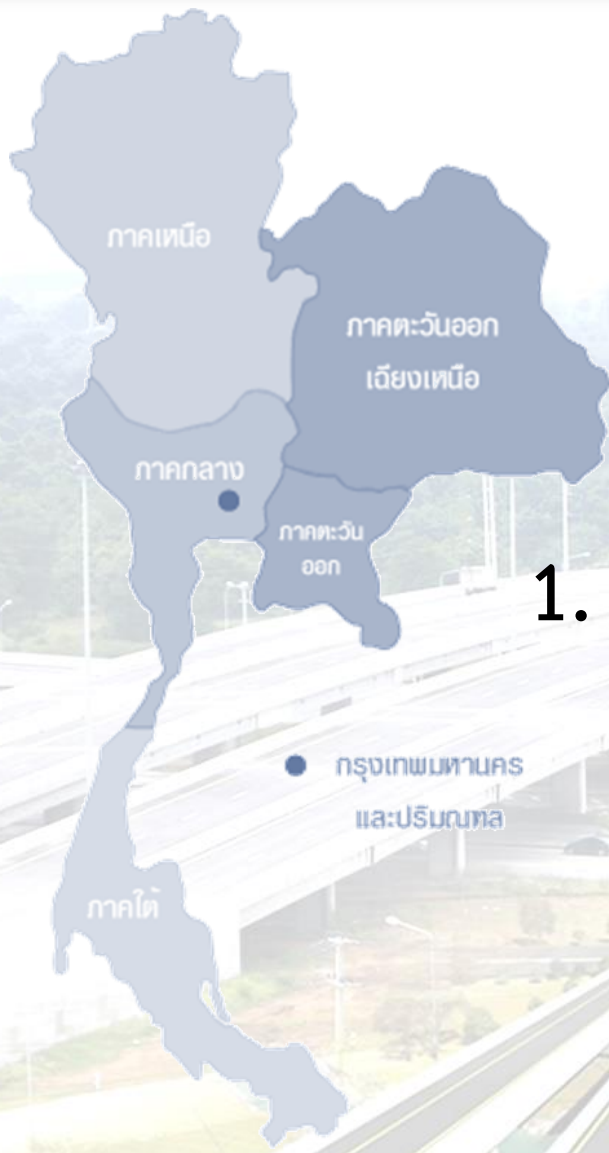 ภาคเหนือ
ภาคตะวันออก
เฉียงเหนือ
ภาคกลาง
ภาคตะวัน
ออก
1.
กรุงเทพมหานคร
และปริมณฑล
ภาคใต้